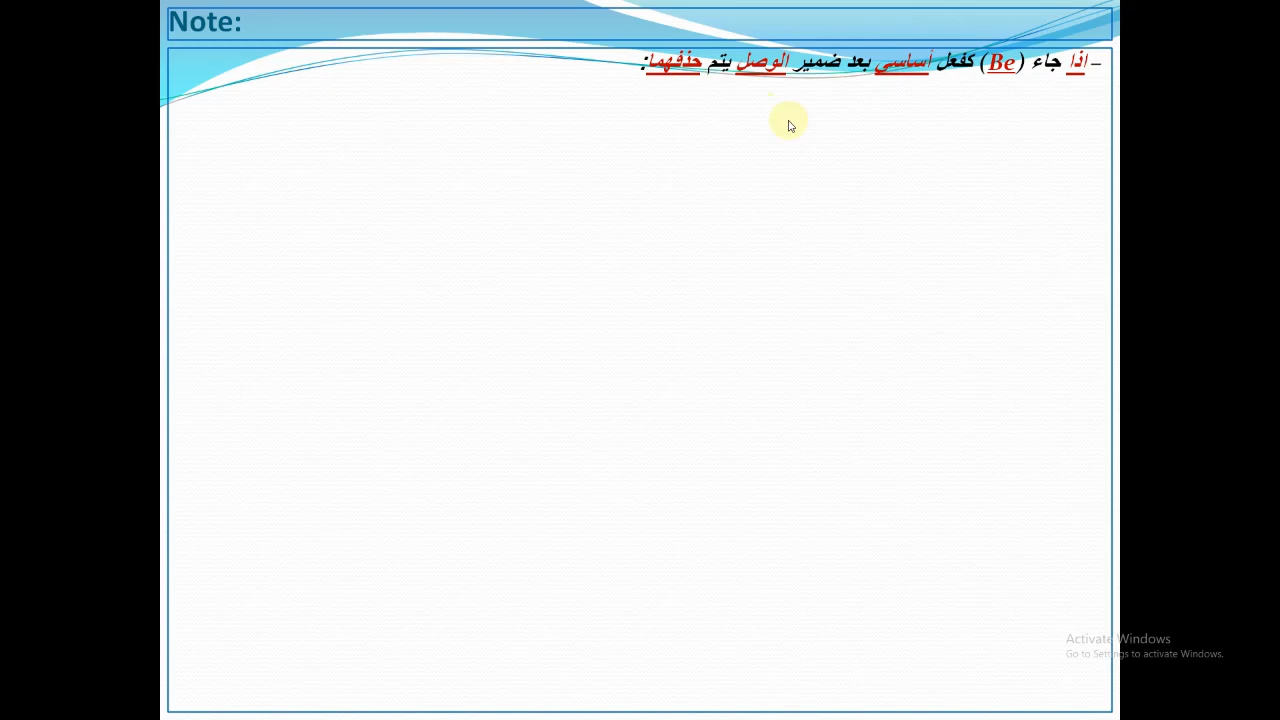 Note:
– اذا جاء (Be) كفعل أساسي بعد ضمير الوصل يتم حذفهما:
Activate Windows
Go to Settings to activate Windows.